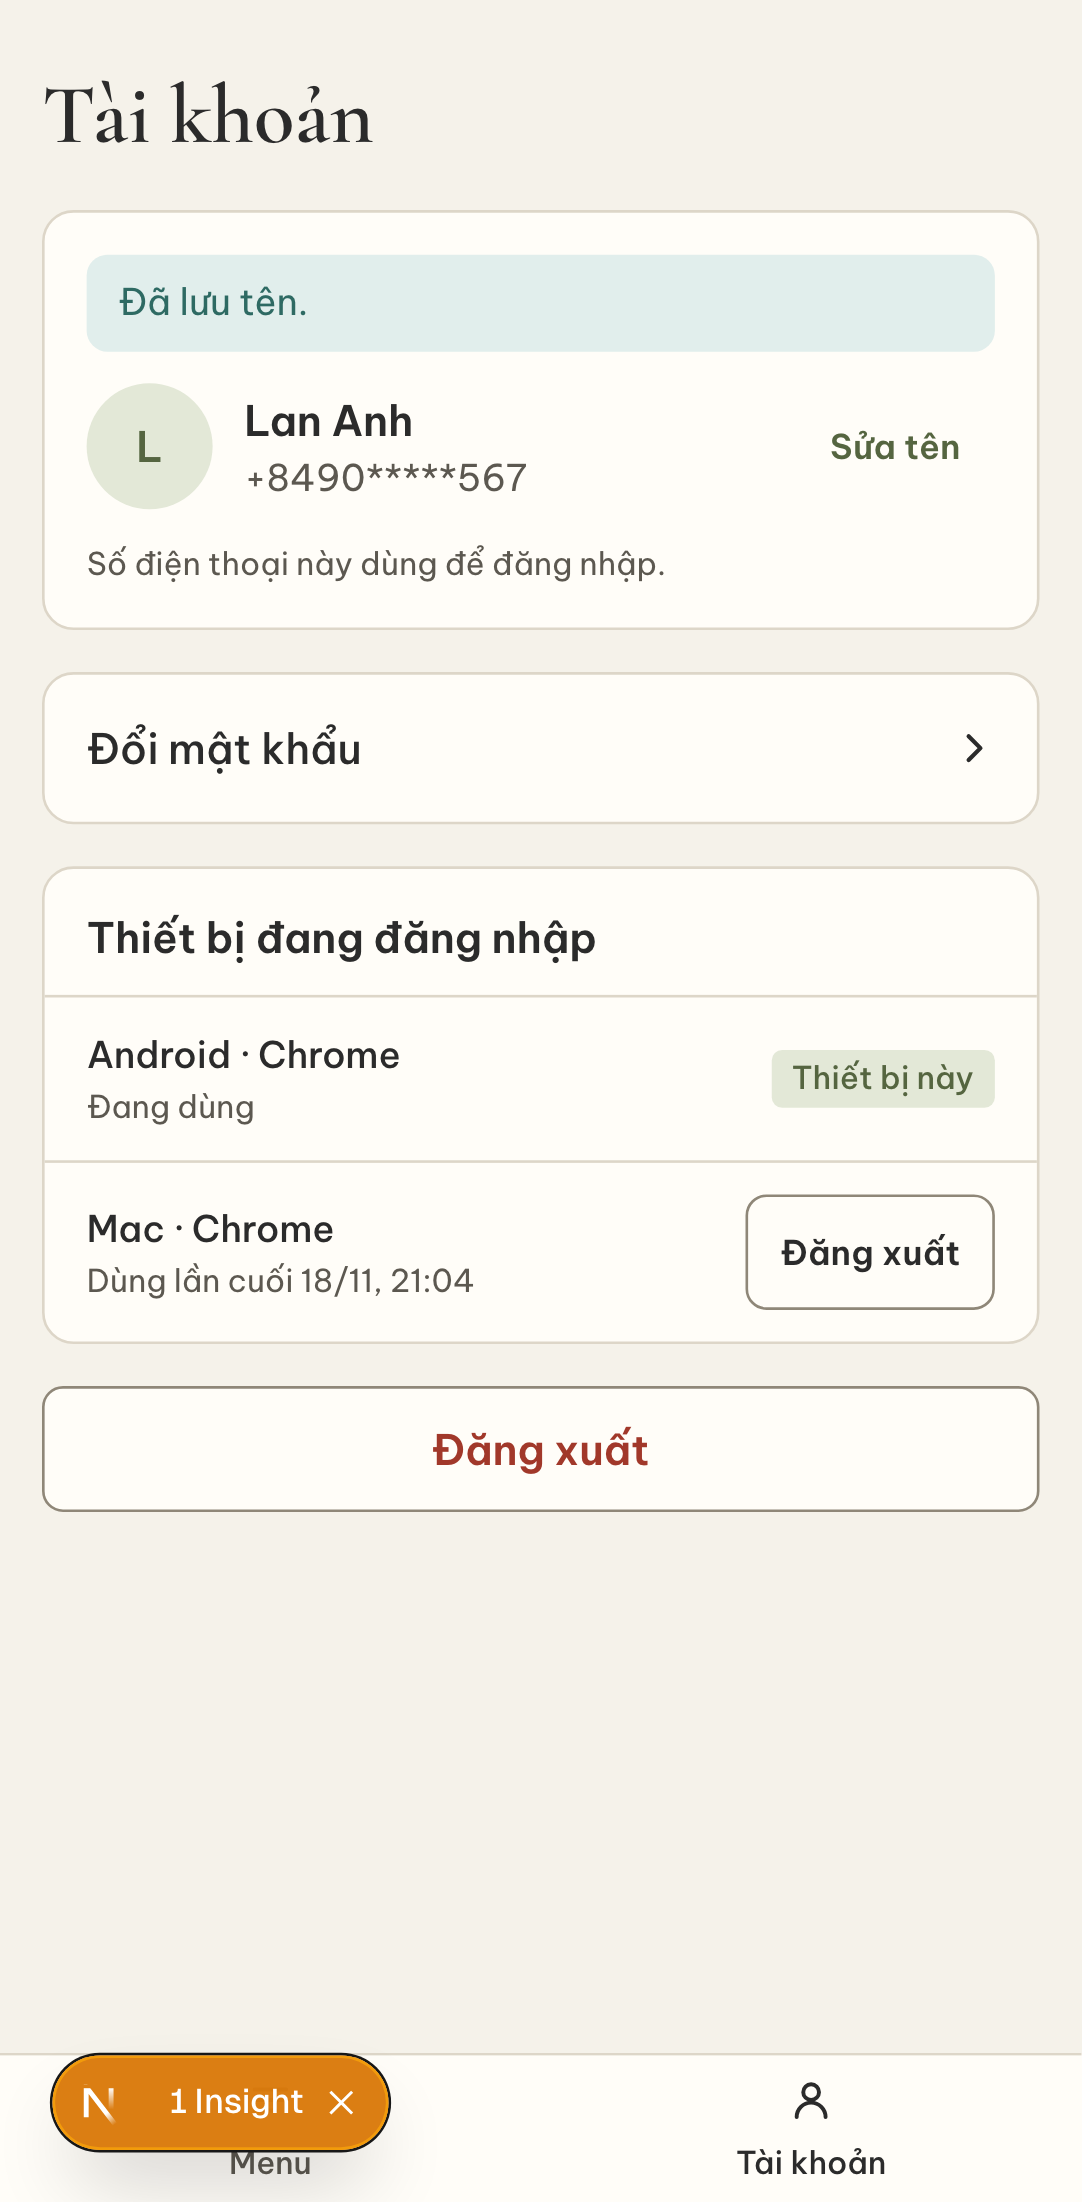 Tài khoản
Đã lưu tên.
L
Lan Anh
+8490*****567
Sửa tên
Số điện thoại này dùng để đăng nhập.
Đổi mật khẩu
Thiết bị đang đăng nhập
Android · Chrome
Đang dùng
Thiết bị này
Mac · Chrome
Dùng lần cuối 18/11, 21:04
Đăng xuất
Đăng xuất
N
1 Insight
Menu
Tài khoản